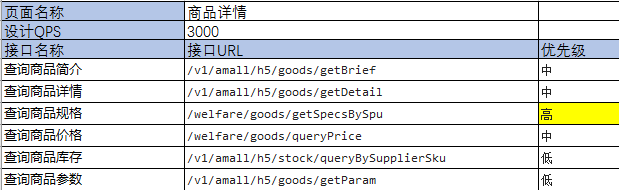 页面名称 商品详情
设计QPS 3000
接口名称 接口URL 优先级
查询商品简介 /v1/amall/h5/goods/getBrief 中
查询商品详情 /v1/amall/h5/goods/getDetail 中
查询商品规格 /welfare/goods/getSpecsBySpu 高
查询商品价格 /welfare/goods/queryPrice 中
查询商品库存 /v1/amall/h5/stock/queryBySupplierSku 低
查询商品参数 /v1/amall/h5/goods/getParam 低